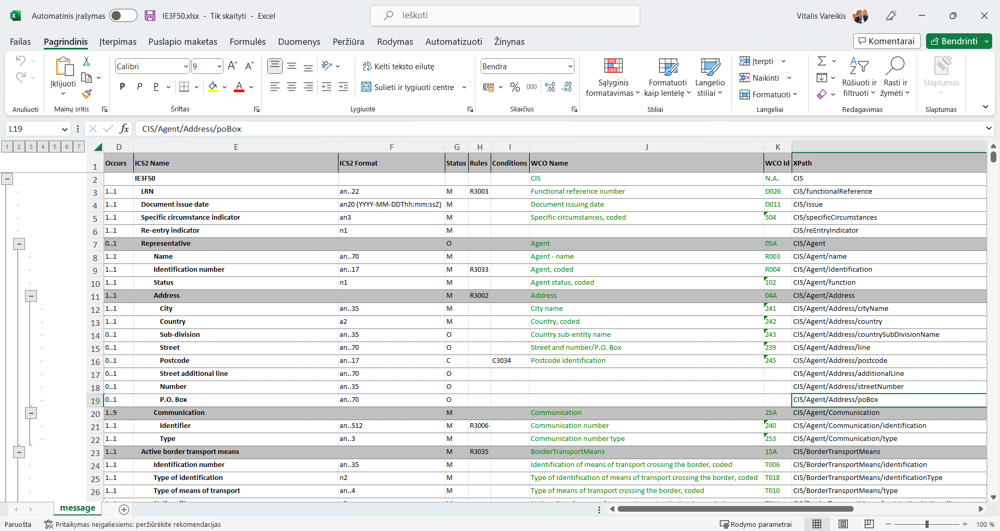 Automatinis įrašymas IE3F50.xlsx - Tik skaityti - Excel Ieškoti Vitalis Vareikis
Failas Pagrindinis Įterpimas Puslapio maketas Formulės Duomenys Peržiūra Rodymas Automatizuoti Žinynas Komentarai Bendrinti
Įklijuoti
Calibri 9
P P P A
Kelti teksto eilutę
Sulieti ir lygiuoti centre
Bendra
% 000
Sąlyginis formatavimas
Formatuoti kaip lentelę
Langelio stiliai
Įterpti
Naikinti
Formatuoti
Rūšiuoti ir filtruoti
Rasti ir žymėti
Slaptumas
Anuliuoti Mainų sritis Šriftas Lygiuotė Skaičius Stiliai Langeliai Redagavimas Slaptumas
L19 fx CIS/Agent/Address/poBox
1 2 3 4 5 6 7 D E F G H I J K
1 Occurs ICS2 Name ICS2 Format Status Rules Conditions WCO Name WCO Id XPath
2 IE3F50 CIS N.A. CIS
3 1..1 LRN an..22 M R3003 Functional reference number D026 CIS/functionalReference
4 1..1 Document issue date an20 (YYYY-MM-DDThh:mm:ssZ) M Document issuing date D011 CIS/issue
5 1..1 Specific circumstance indicator an3 M Specific circumstances, coded 504 CIS/specificCircumstances
6 1..1 Re-entry indicator n1 M CIS/reEntryIndicator
7 0..1 Representative O Agent 05A CIS/Agent
8 1..1 Name an..70 M Agent - name R003 CIS/Agent/name
9 1..1 Identification number an..17 M R3033 Agent, coded R004 CIS/Agent/identification
10 1..1 Status n1 M Agent status, coded 102 CIS/Agent/function
11 1..1 Address M R3002 Address 04A CIS/Agent/Address
12 1..1 City an..35 M City name 241 CIS/Agent/Address/cityName
13 1..1 Country a2 M Country, coded 242 CIS/Agent/Address/country
14 0..1 Sub-division an..35 O Country sub-entity name 243 CIS/Agent/Address/countrySubDivisionName
15 0..1 Street an..70 O Street and number/P.O. Box 239 CIS/Agent/Address/line
16 0..1 Postcode an..17 C C3034 Postcode identification 245 CIS/Agent/Address/postcode
17 0..1 Street additional line an..70 O CIS/Agent/Address/additionalLine
18 0..1 Number an..35 O CIS/Agent/Address/streetNumber
19 0..1 P.O. Box an..70 O CIS/Agent/Address/poBox
20 1..9 Communication M Communication 25A CIS/Agent/Communication
21 1..1 Identifier an..512 M R3006 Communication number 240 CIS/Agent/Communication/identification
22 1..1 Type an..3 M Communication number type 253 CIS/Agent/Communication/type
23 1..1 Active border transport means M R3035 BorderTransportMeans 15A CIS/BorderTransportMeans
24 1..1 Identification number an..35 M Identification of means of transport crossing the border, coded T006 CIS/BorderTransportMeans/identification
25 1..1 Type of identification n2 M Type of identification of means of transport crossing the border, coded T018 CIS/BorderTransportMeans/identificationType
26 1..1 Type of means of transport an..4 M Type of means of transport crossing the border, coded T010 CIS/BorderTransportMeans/type
message
Paruošta Pritaikymas neįgaliesiems: peržiūrėkite rekomendacijas Rodymo parametrai 100 %